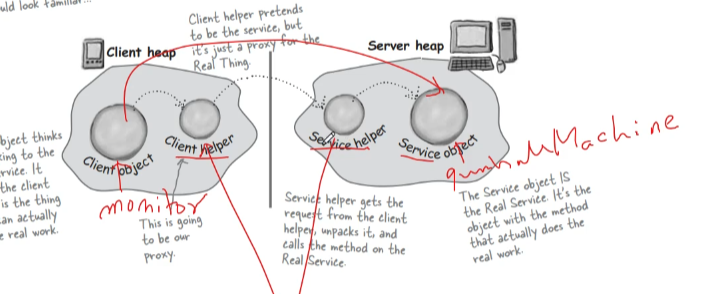 uld look familiar...
Client helper pretends
to be the service, but
it's just a proxy for the
Real Thing.
Client heap
Server heap
Client object
Client helper
Service helper
Service object
monitor
Machine
bject thinks
king to the
rvice. It
the client
is the thing
an actually
e real work.
This is going
to be our
proxy.
Service helper gets the
request from the client
helper, unpacks it, and
calls the method on the
Real Service.
The Service object IS
the Real Service. It's the
object with the method
that actually does the
real work.